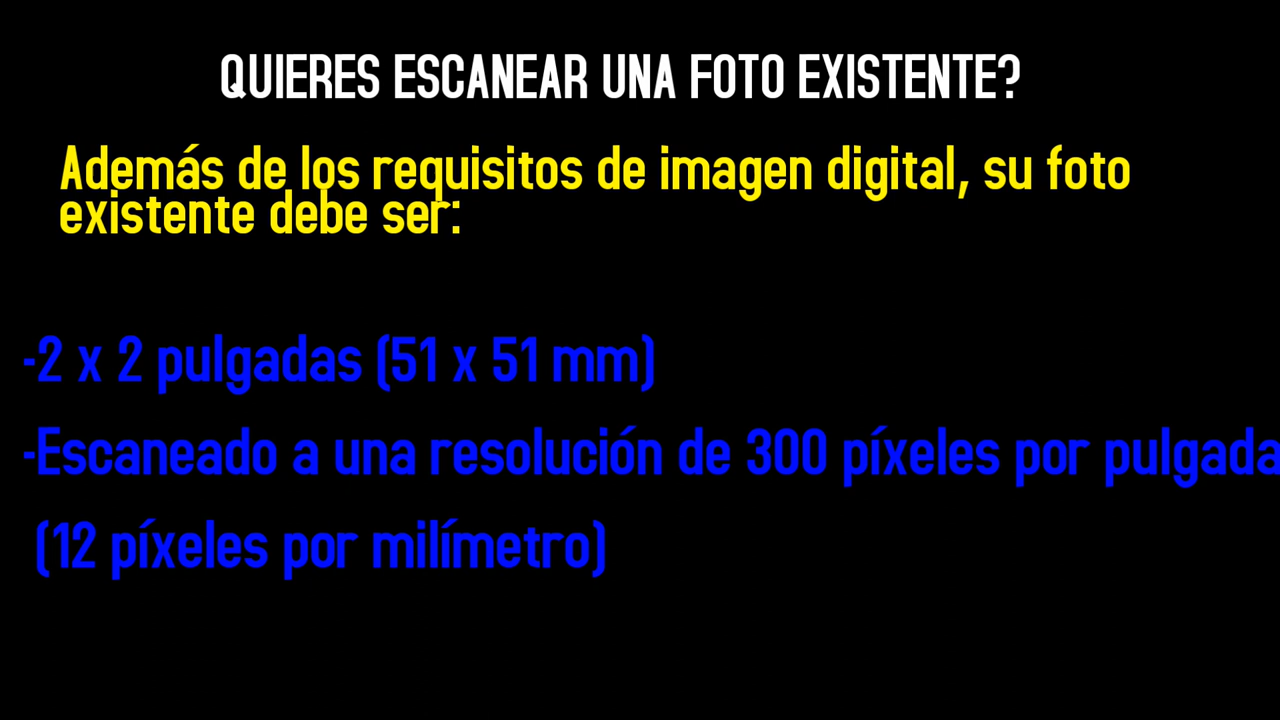 QUIERES ESCANEAR UNA FOTO EXISTENTE?
Además de los requisitos de imagen digital, su foto
existente debe ser:
-2 x 2 pulgadas (51 x 51 mm)
-Escaneado a una resolución de 300 píxeles por pulgada
(12 píxeles por milímetro)